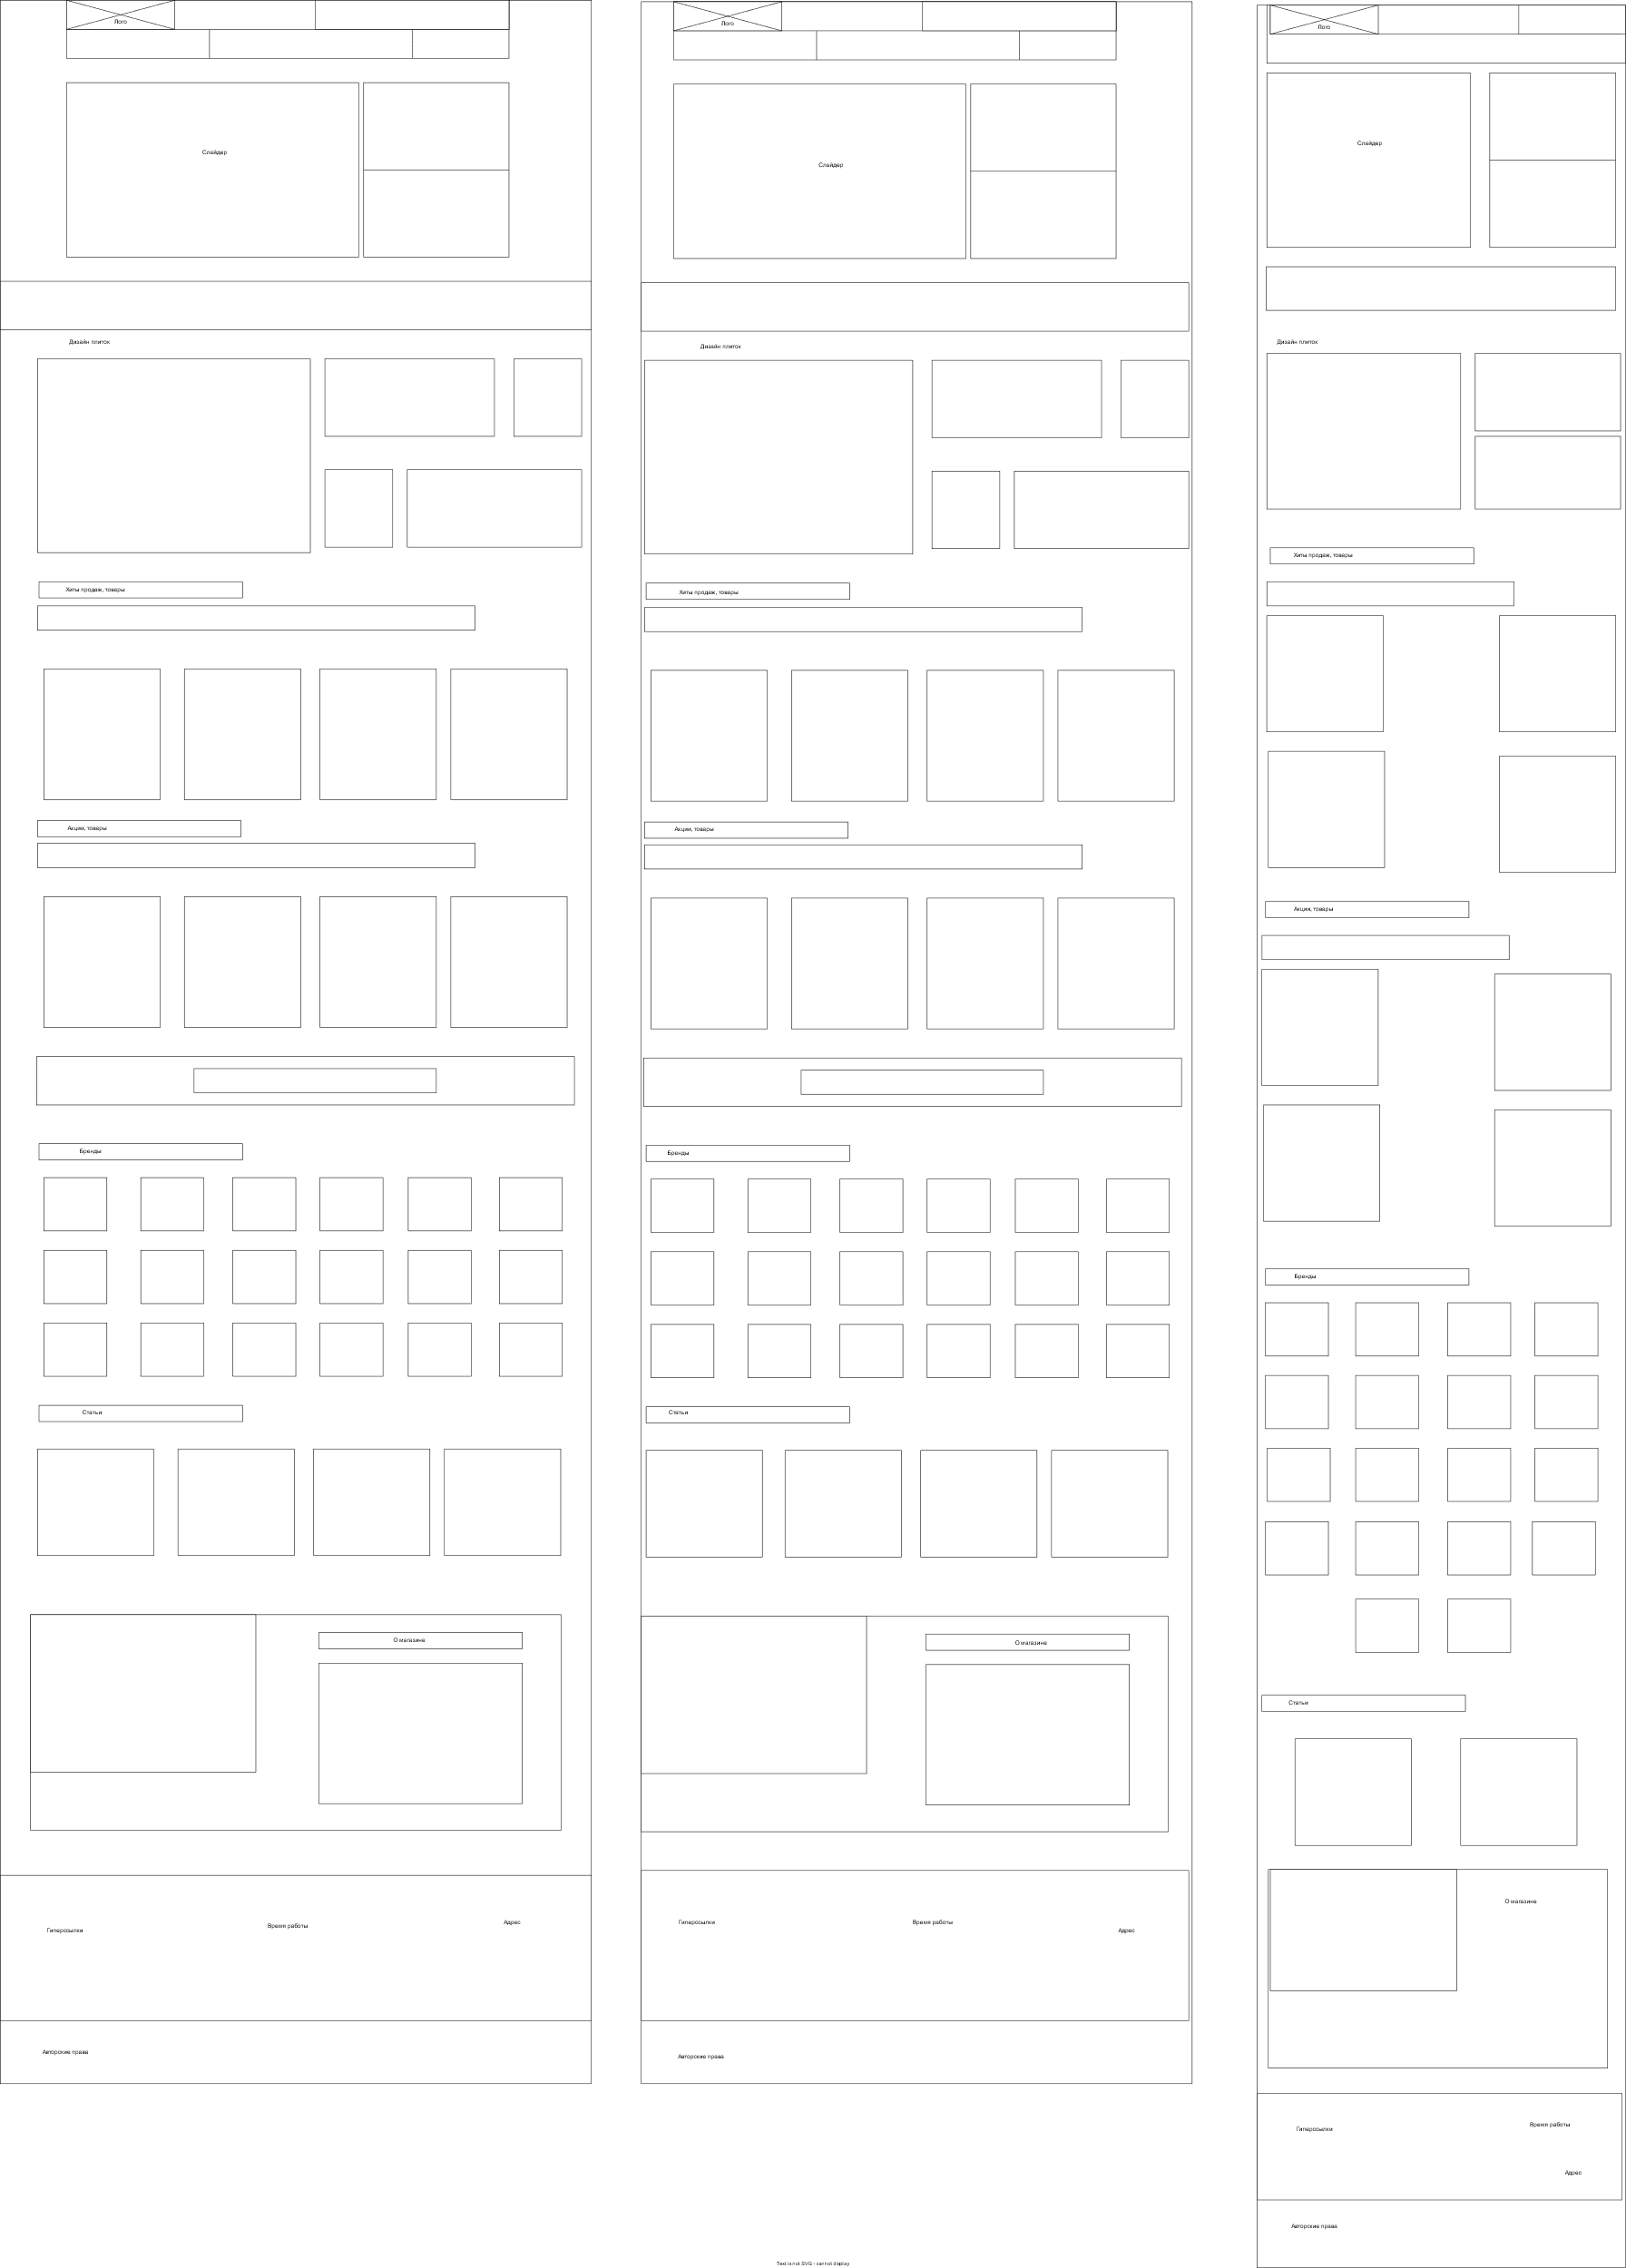 Лого
Слайдер
Дизайн плиток
Хиты продаж, товары
Акции, товары
Бренды
Статьи
О магазине
Гиперссылки
Время работы
Адрес
Авторские права
Лого
Слайдер
Дизайн плиток
Хиты продаж, товары
Акции, товары
Бренды
Статьи
О магазине
Гиперссылки
Время работы
Адрес
Авторские права
Лого
Слайдер
Дизайн плиток
Хиты продаж, товары
Акции, товары
Бренды
Статьи
О магазине
Гиперссылки
Время работы
Адрес
Авторские права
Text is not SVG - cannot display